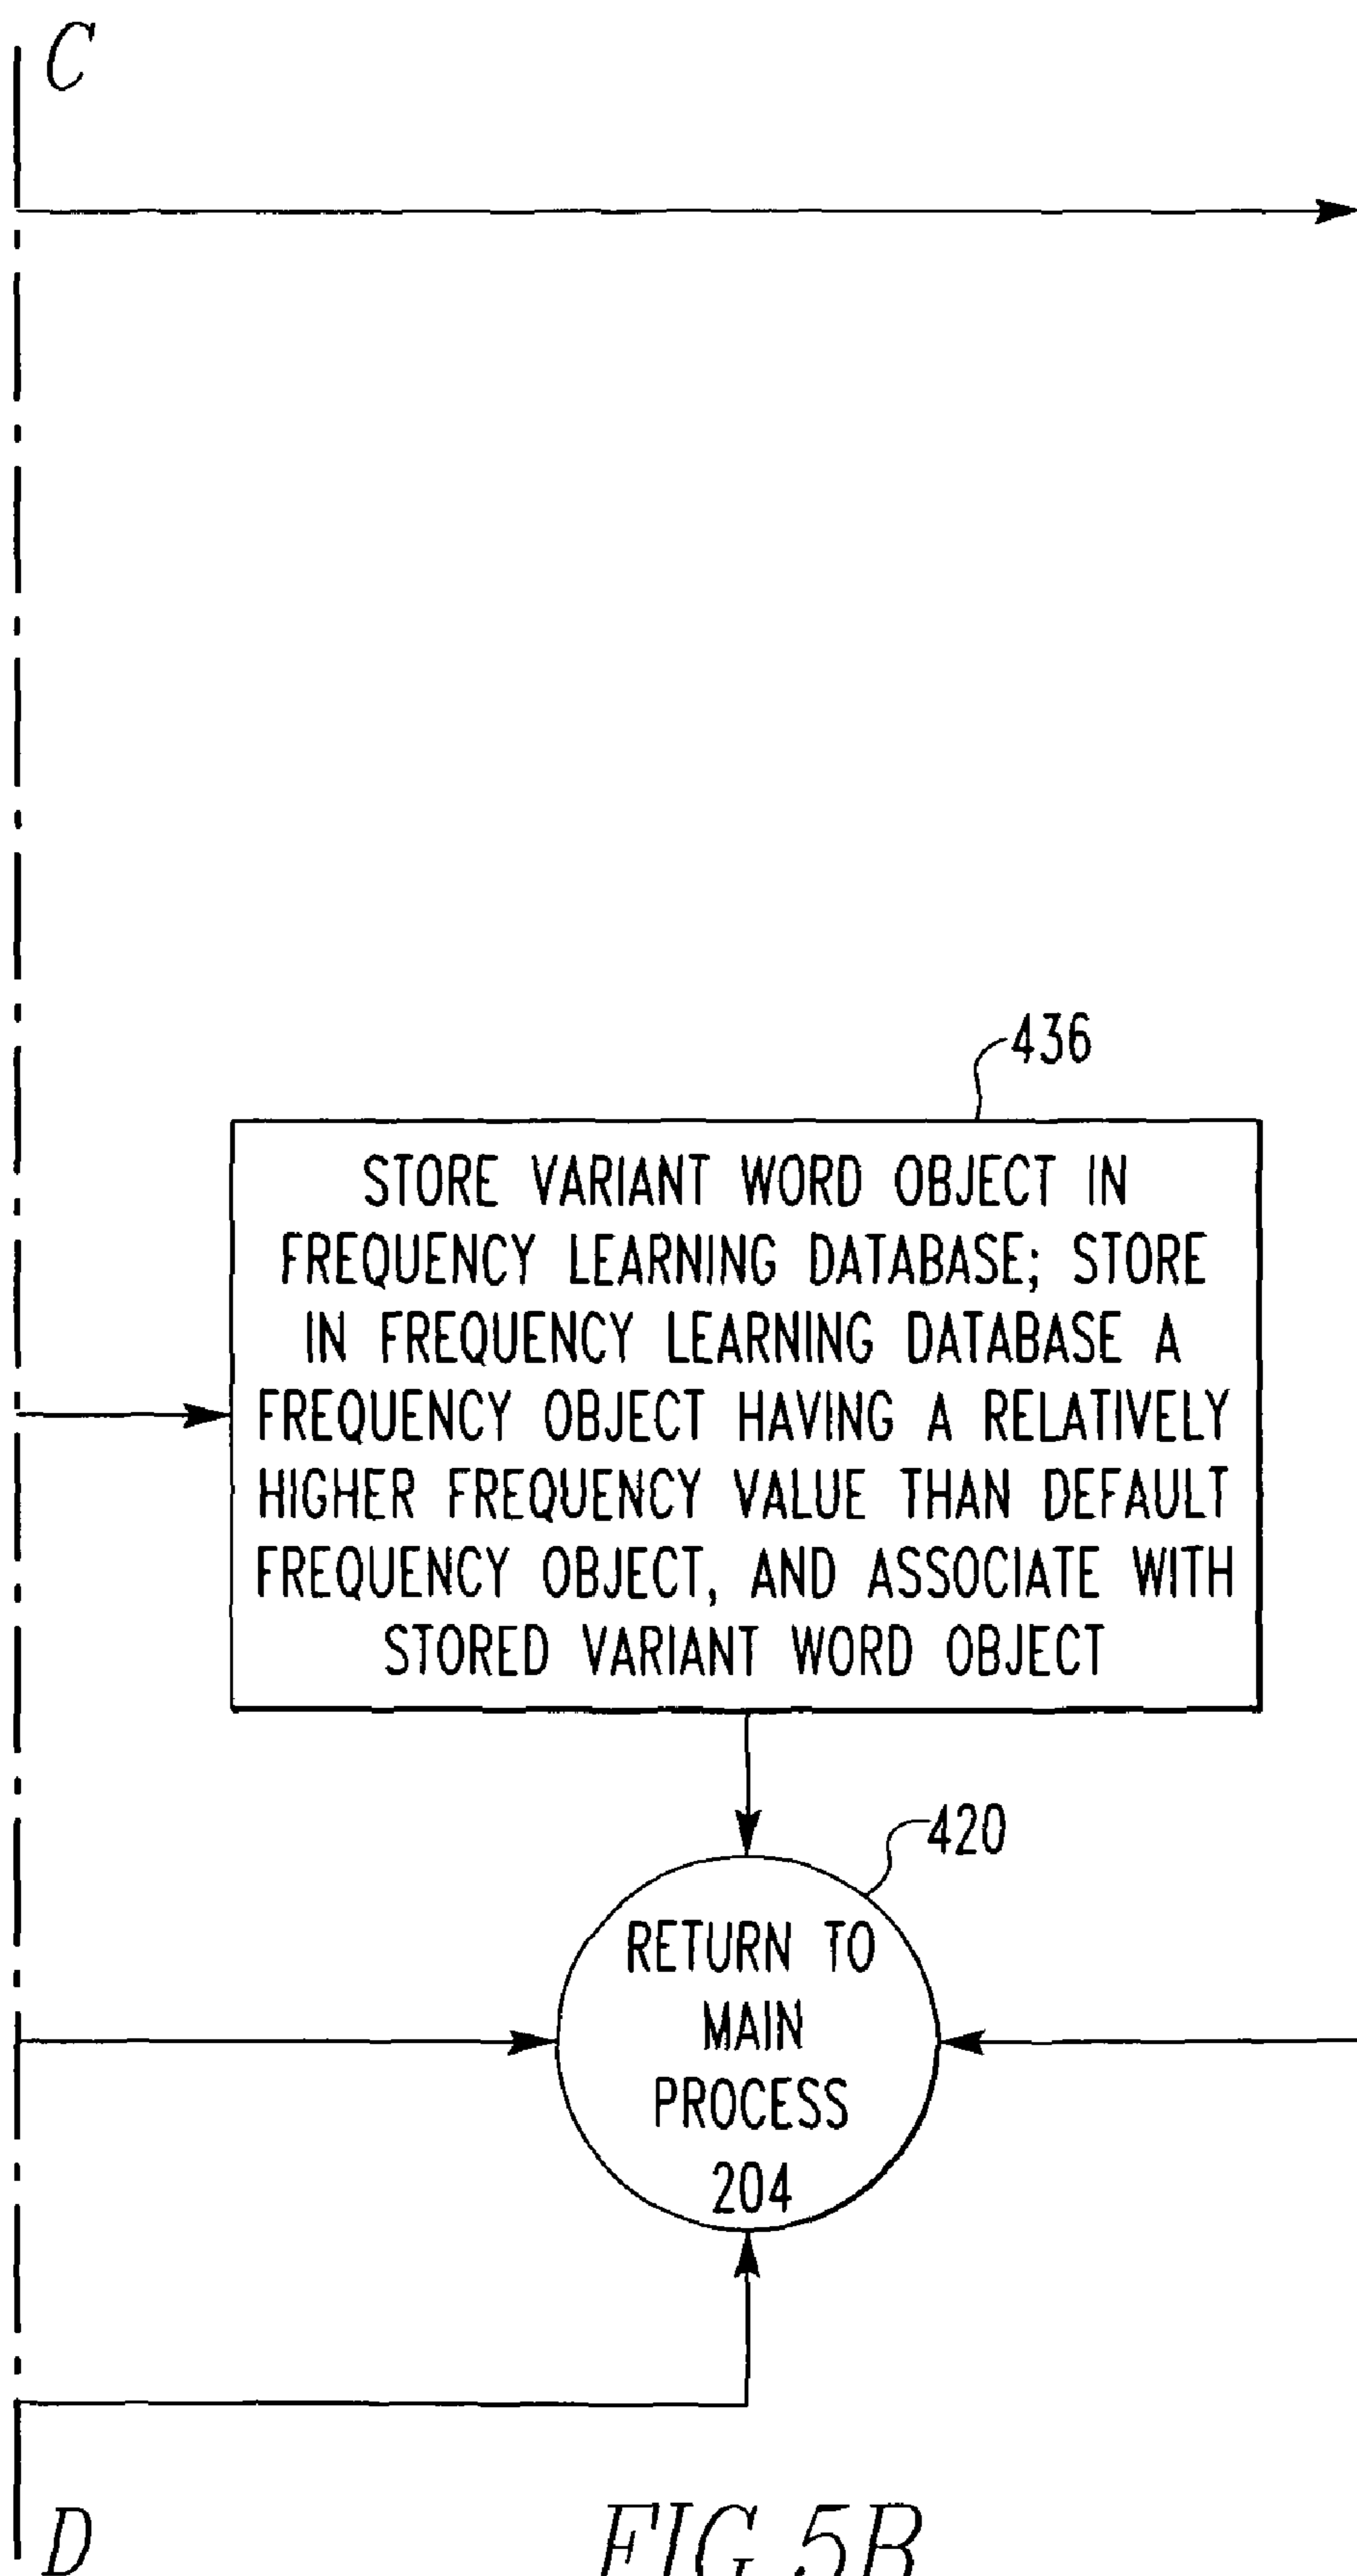 C
436
STORE VARIANT WORD OBJECT IN
FREQUENCY LEARNING DATABASE; STORE
IN FREQUENCY LEARNING DATABASE A
FREQUENCY OBJECT HAVING A RELATIVELY
HIGHER FREQUENCY VALUE THAN DEFAULT
FREQUENCY OBJECT, AND ASSOCIATE WITH
STORED VARIANT WORD OBJECT
420
RETURN TO
MAIN
PROCESS
204
D
FIG.5B